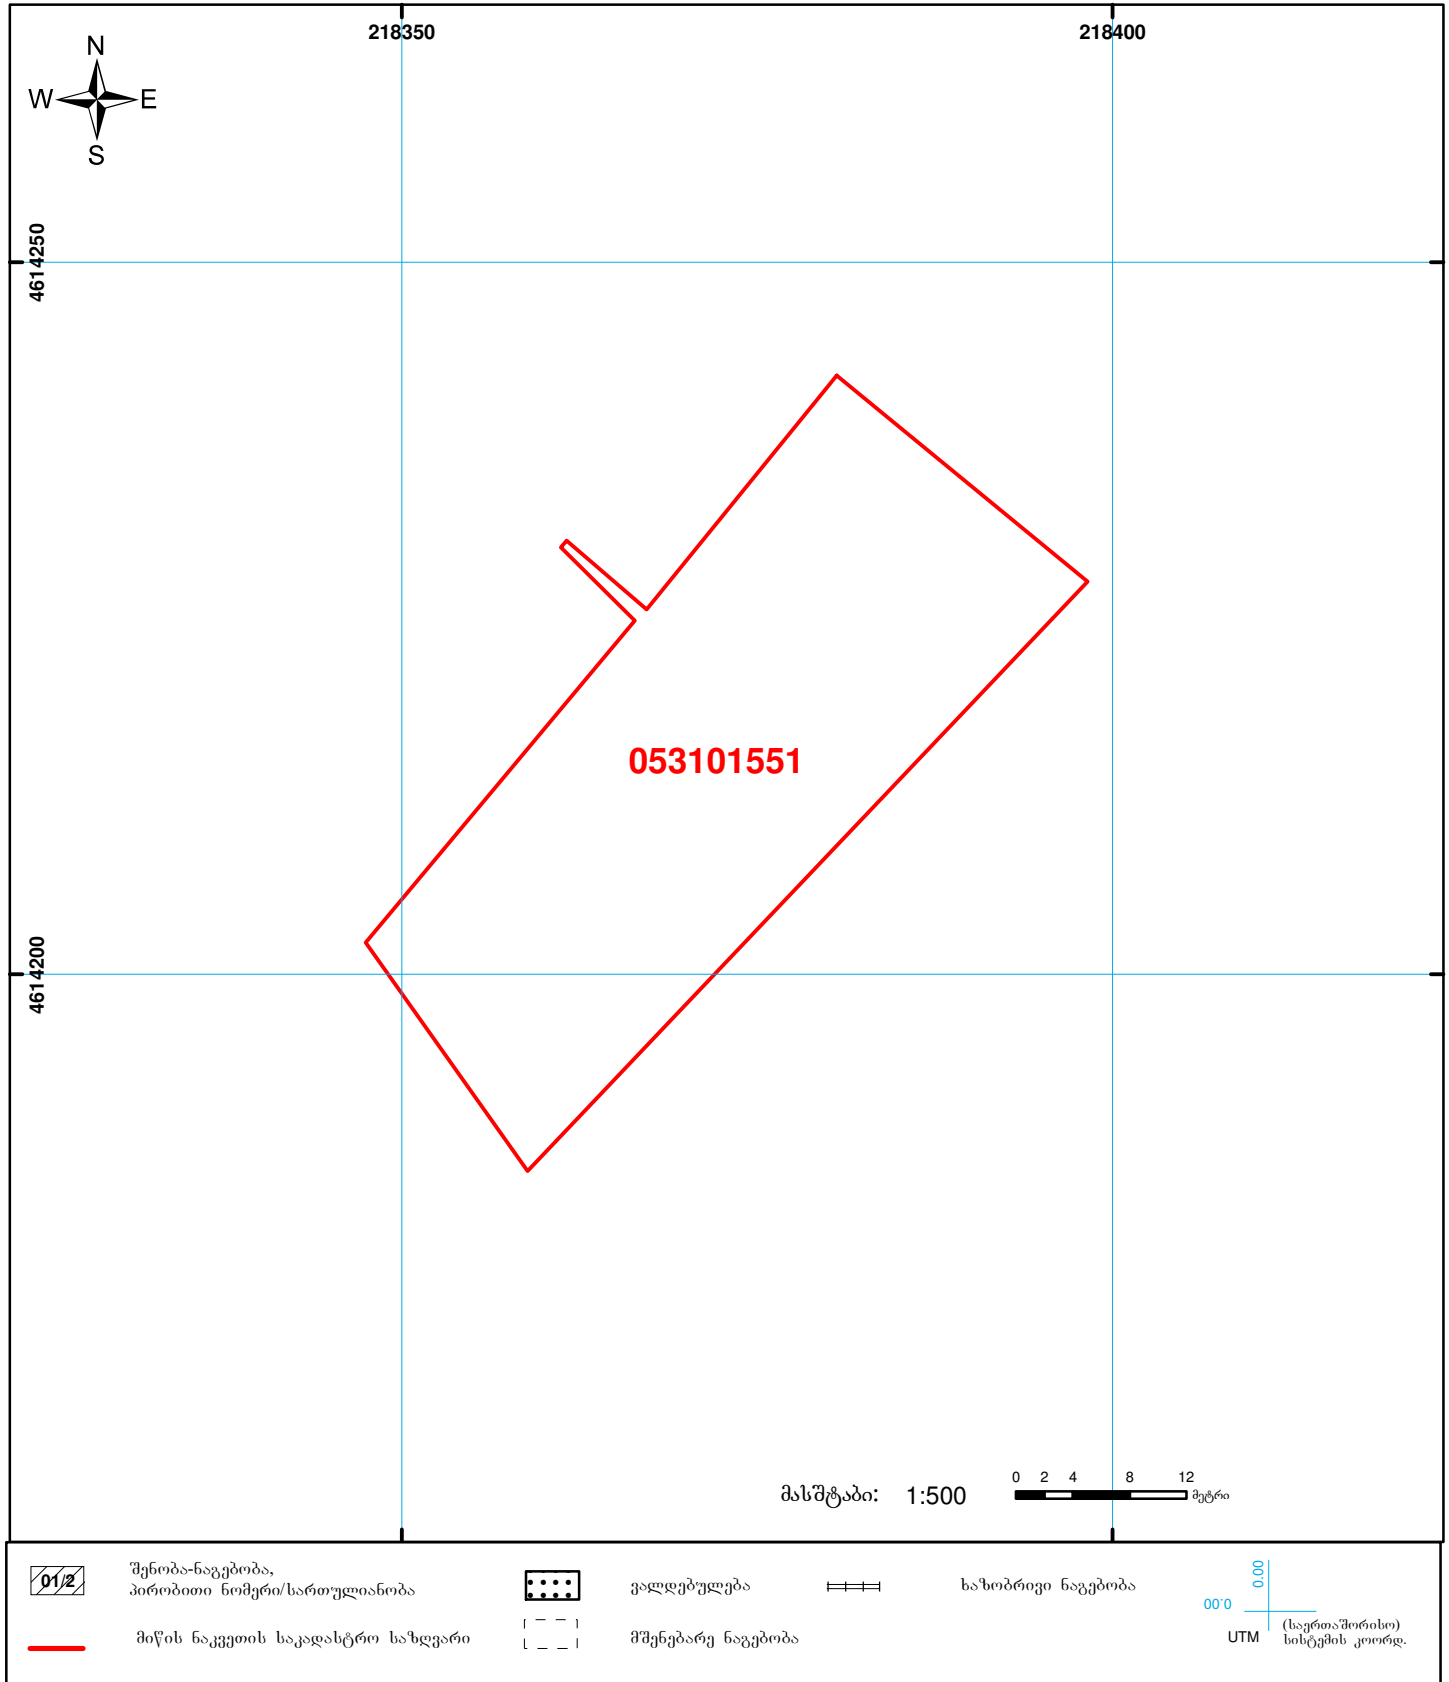 218350
218400
N
W
E
S
4614250
053101551
4614200
მასშტაბი: 1:500
0 2 4 8 12
მეტრი
01/2
შენობა-ნაგებობა,
პირობითი ნომერი/სართულიანობა
ვალდებულება
ხაზობრივი ნაგებობა
0.00
0.00
მიწის ნაკვეთის საკადასტრო საზღვარი
მშენებარე ნაგებობა
UTM
(საერთაშორისო)
სისტემის კოორდ.